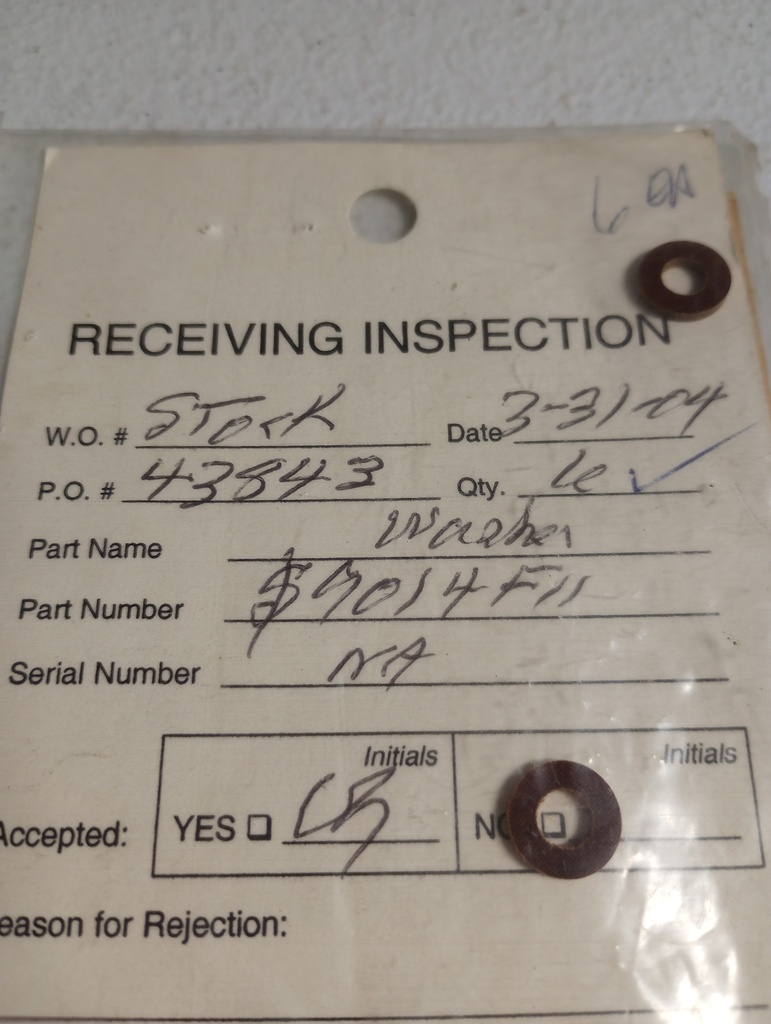 6 EA
RECEIVING INSPECTION
W.O. # Stock Date 3-31-04
P.O. # 43843 Qty. 6 ✓
Part Name Washer
Part Number
Serial Number NA
Initials Initials
Accepted: YES ☐ NO ☐
eason for Rejection: